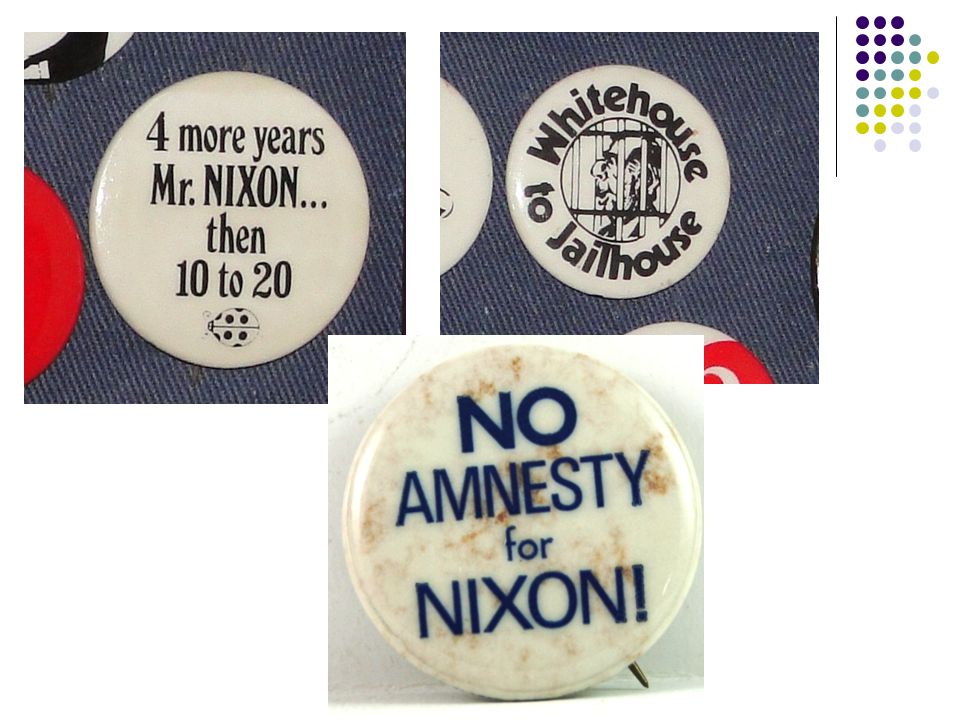 4 more years
Mr. NIXON...
then
10 to 20
Whitehouse
to Jailhouse
NO
AMNESTY
for
NIXON!